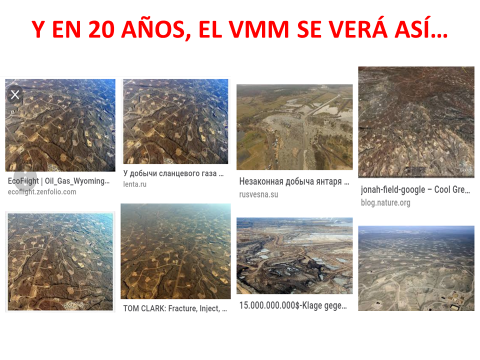 Y EN 20 AÑOS, EL VMM SE VERÁ ASÍ...
EcoFlight | Oil_Gas_Wyoming...
ecoflight.zenfolio.com
У добычи сланцевого газа ...
lenta.ru
Незаконная добыча янтаря ...
rusvesna.su
jonah-field-google – Cool Gre...
blog.nature.org
TOM CLARK: Fracture, Inject, ...
15.000.000.000$-Klage gege...